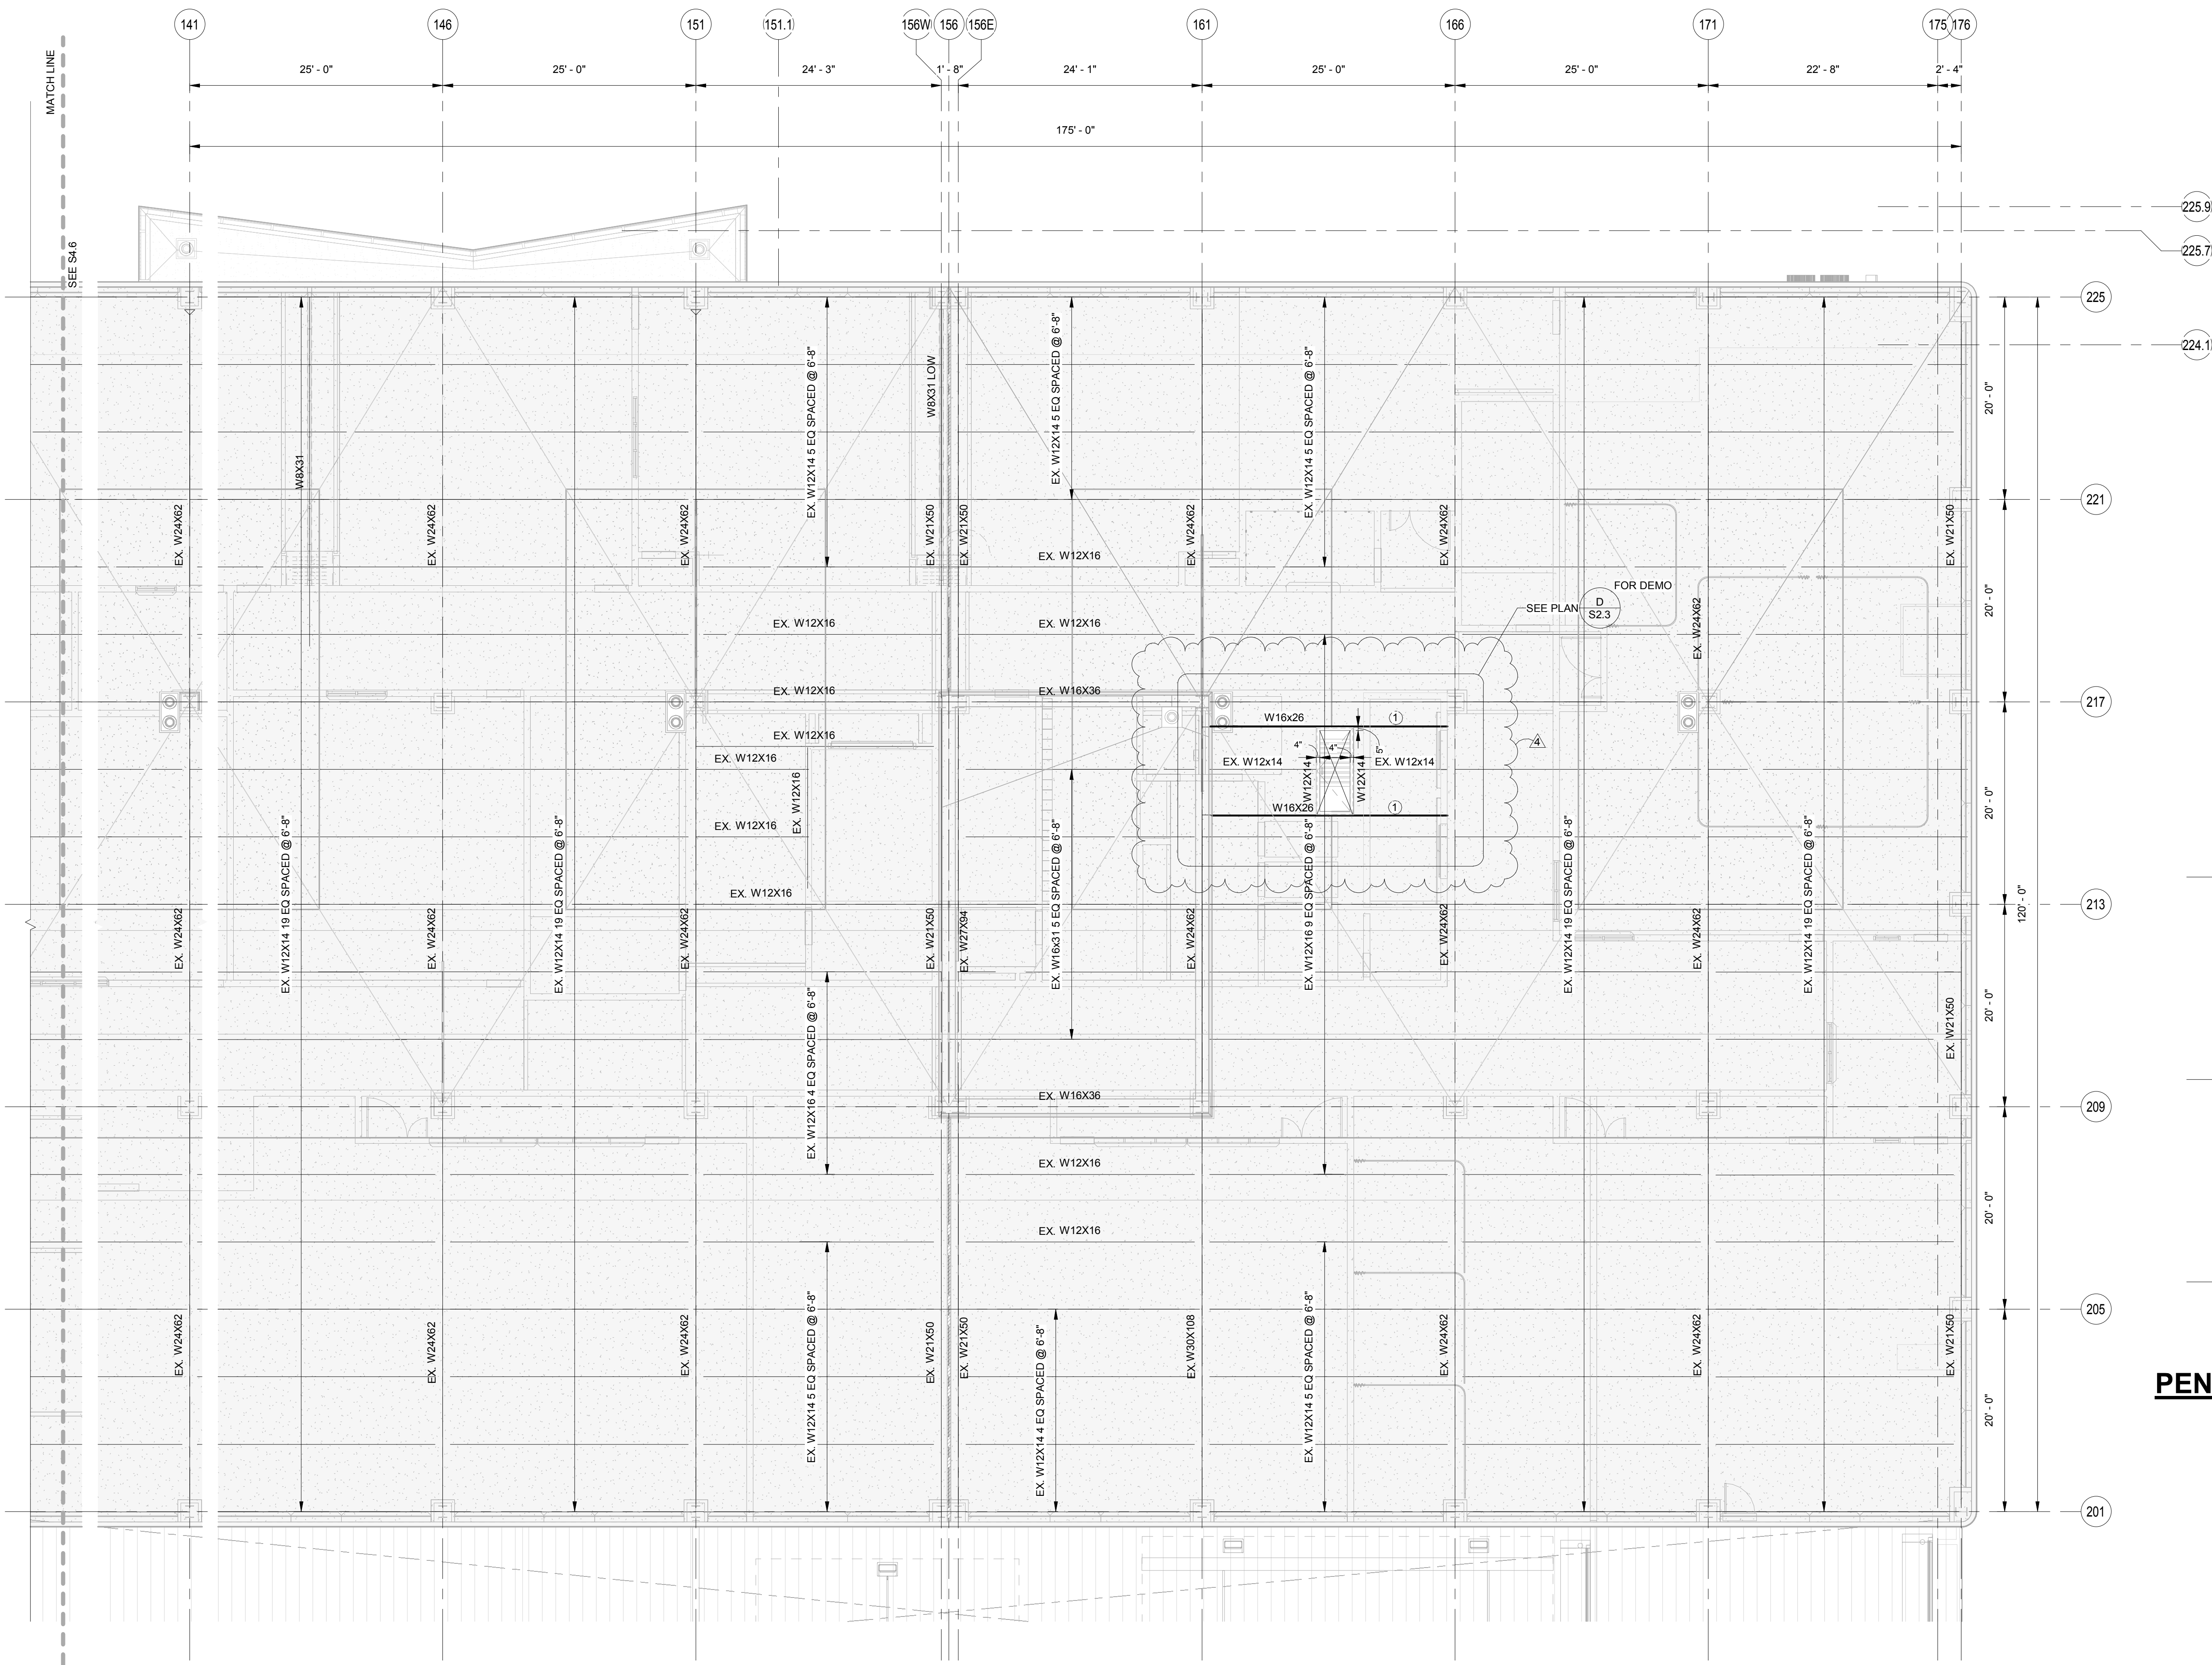 141
146
151
151.1
156W
156
156E
161
166
171
175
176
25' - 0"
25' - 0"
24' - 3"
1' - 8"
24' - 1"
25' - 0"
25' - 0"
22' - 8"
2' - 4"
175' - 0"
MATCH LINE
SEE S4.6
225.9
225.7
225
224.1
221
217
213
209
205
201
20' - 0"
20' - 0"
20' - 0"
20' - 0"
20' - 0"
20' - 0"
120' - 0"
W8X31
EX. W12X14 5 EQ SPACED @ 6'-8"
W8X31 LOW
EX. W12X14 5 EQ SPACED @ 6'-8"
EX. W12X14 5 EQ SPACED @ 6'-8"
EX. W24X62
EX. W24X62
EX. W24X62
EX. W21X50
EX. W21X50
EX. W24X62
EX. W24X62
EX. W21X50
EX. W12X16
EX. W12X16
EX. W12X16
EX. W12X16
EX. W16X36
EX. W12X16
EX. W12X16
EX. W12X16
EX. W12X16
EX. W12X16
FOR DEMO
SEE PLAN
D
S2.3
EX. W24X62
4
W16x26
1
4"
4"
5"
EX. W12x14
EX. W12x14
W12X14
W12X14
W16X26
1
EX. W12X14 19 EQ SPACED @ 6'-8"
EX. W12X14 19 EQ SPACED @ 6'-8"
EX. W16x31 5 EQ SPACED @ 6'-8"
EX. W12X16 9 EQ SPACED @ 6'-8"
EX. W12X14 19 EQ SPACED @ 6'-8"
EX. W12X14 19 EQ SPACED @ 6'-8"
EX. W24X62
EX. W24X62
EX. W24X62
EX. W21X50
EX. W27X94
EX. W24X62
EX. W24X62
EX. W24X62
EX. W21X50
EX. W12X16 4 EQ SPACED @ 6'-8"
EX. W16X36
EX. W12X16
EX. W12X16
EX. W24X62
EX. W24X62
EX. W24X62
EX. W12X14 5 EQ SPACED @ 6'-8"
EX. W21X50
EX. W21X50
EX. W12X14 4 EQ SPACED @ 6'-8"
EX. W30X108
EX. W12X14 5 EQ SPACED @ 6'-8"
EX. W24X62
EX. W24X62
EX. W21X50
PEN